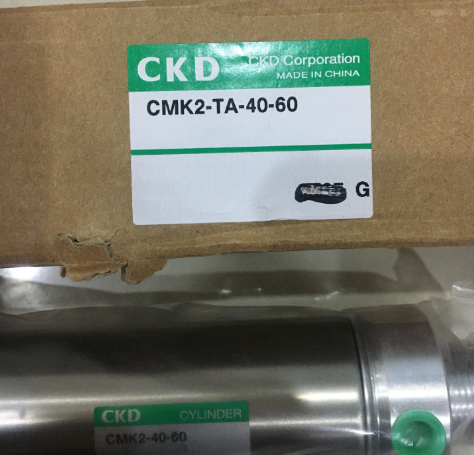 CKD CKD Corporation
MADE IN CHINA
CMK2-TA-40-60
G
CKD CYLINDER
CMK2-40-60